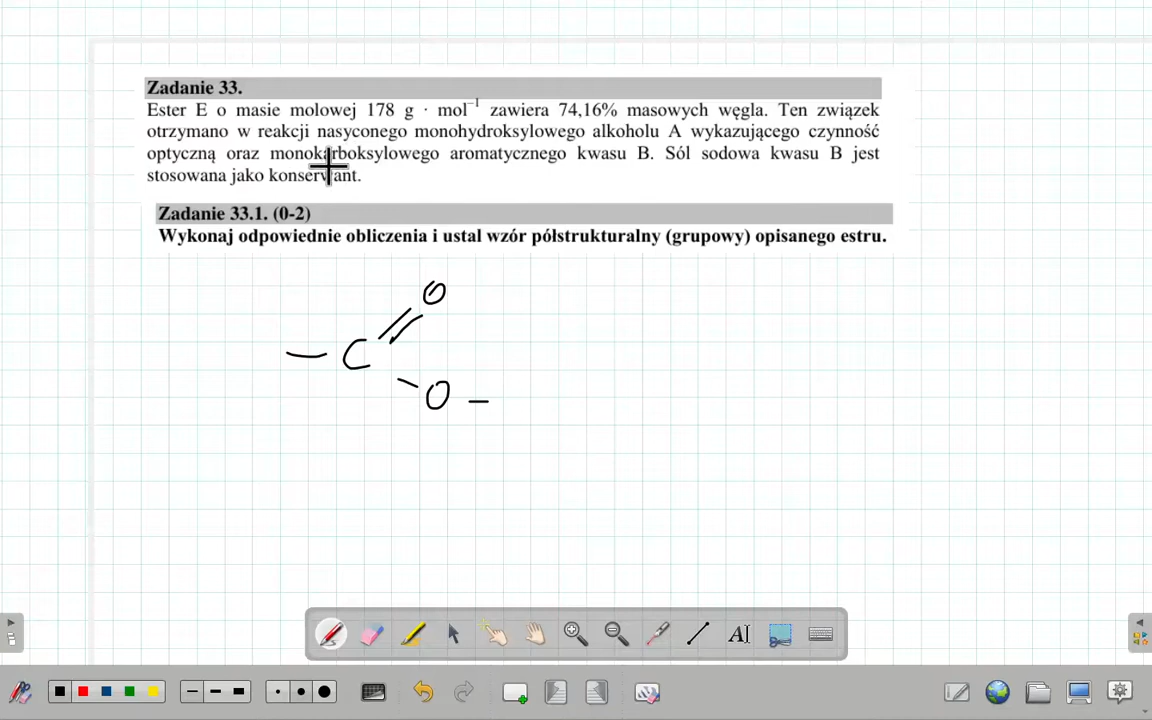 Zadanie 33.
Ester E o masie molowej 178 g · mol⁻¹ zawiera 74,16% masowych węgla. Ten związek
otrzymano w reakcji nasyconego monohydroksylowego alkoholu A wykazującego czynność
optyczną oraz monokarboksylowego aromatycznego kwasu B. Sól sodowa kwasu B jest
stosowana jako konserwant.
Zadanie 33.1. (0-2)
Wykonaj odpowiednie obliczenia i ustal wzór półstrukturalny (grupowy) opisanego estru.
O
— C
O —
A